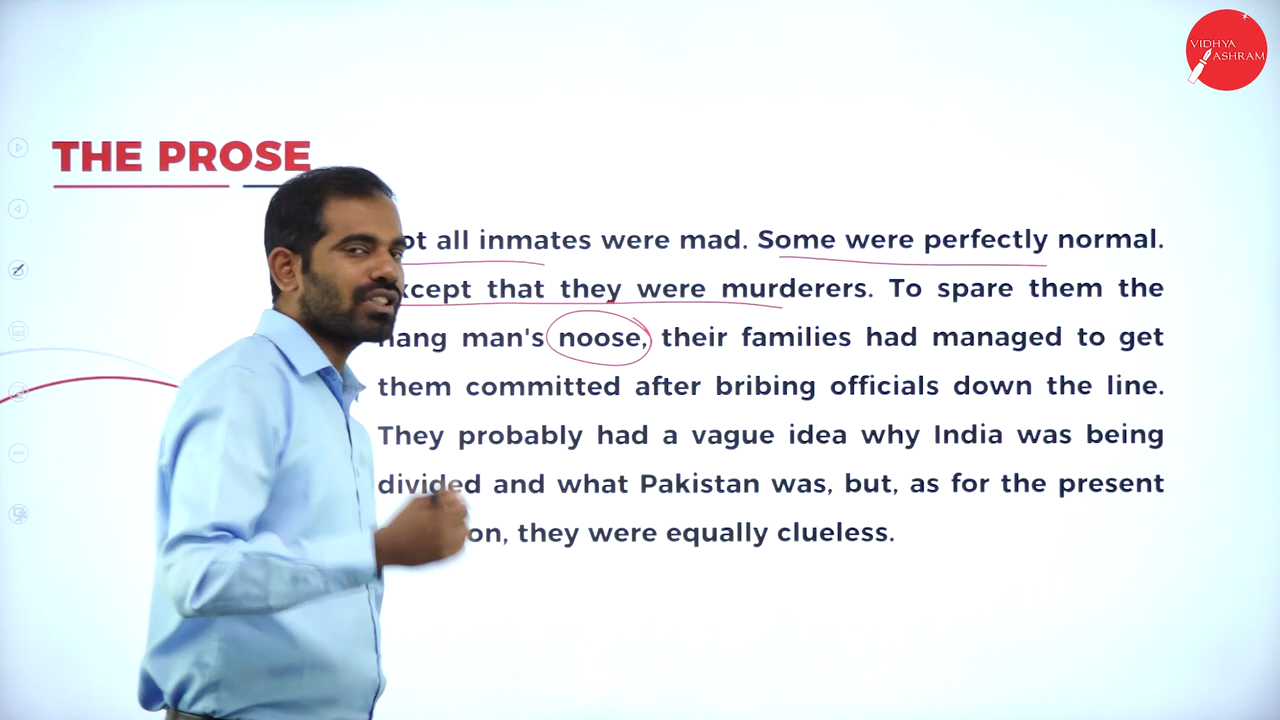 VIDHYA
ASHRAM
THE PROSE
all inmates were mad. Some were perfectly normal.
that they were murderers. To spare them the
man's noose, their families had managed to get
them committed after bribing officials down the line.
They probably had a vague idea why India was being
divided and what Pakistan was, but, as for the present
they were equally clueless.